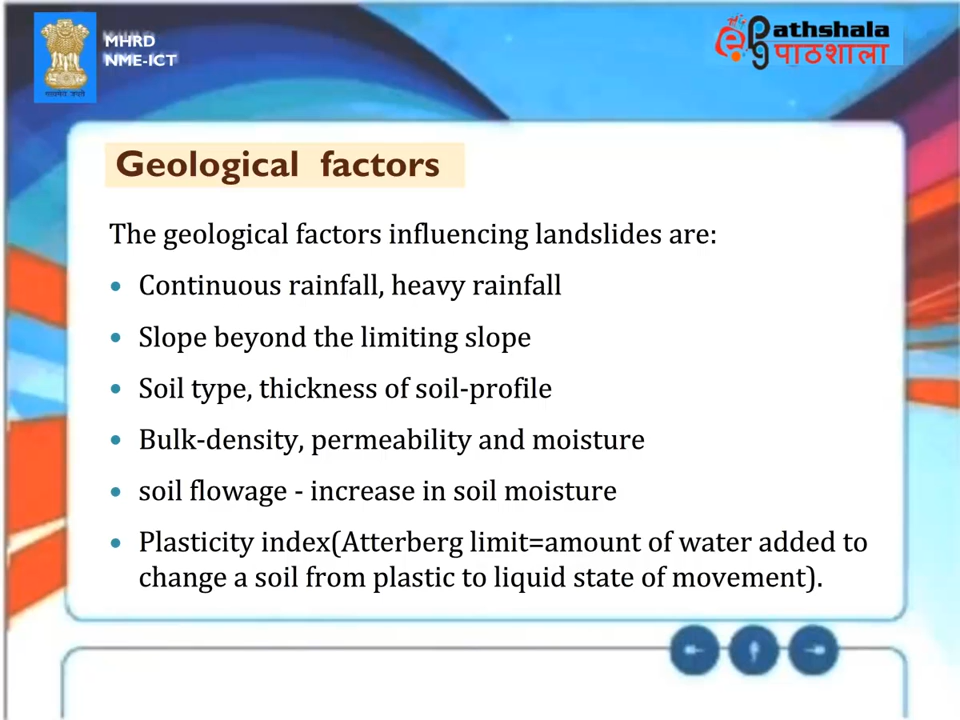 MHRD
NME-ICT
e pg athshala
पाठशाला
Geological factors
The geological factors influencing landslides are:
• Continuous rainfall, heavy rainfall
• Slope beyond the limiting slope
• Soil type, thickness of soil-profile
• Bulk-density, permeability and moisture
• soil flowage - increase in soil moisture
• Plasticity index(Atterberg limit=amount of water added to
change a soil from plastic to liquid state of movement).